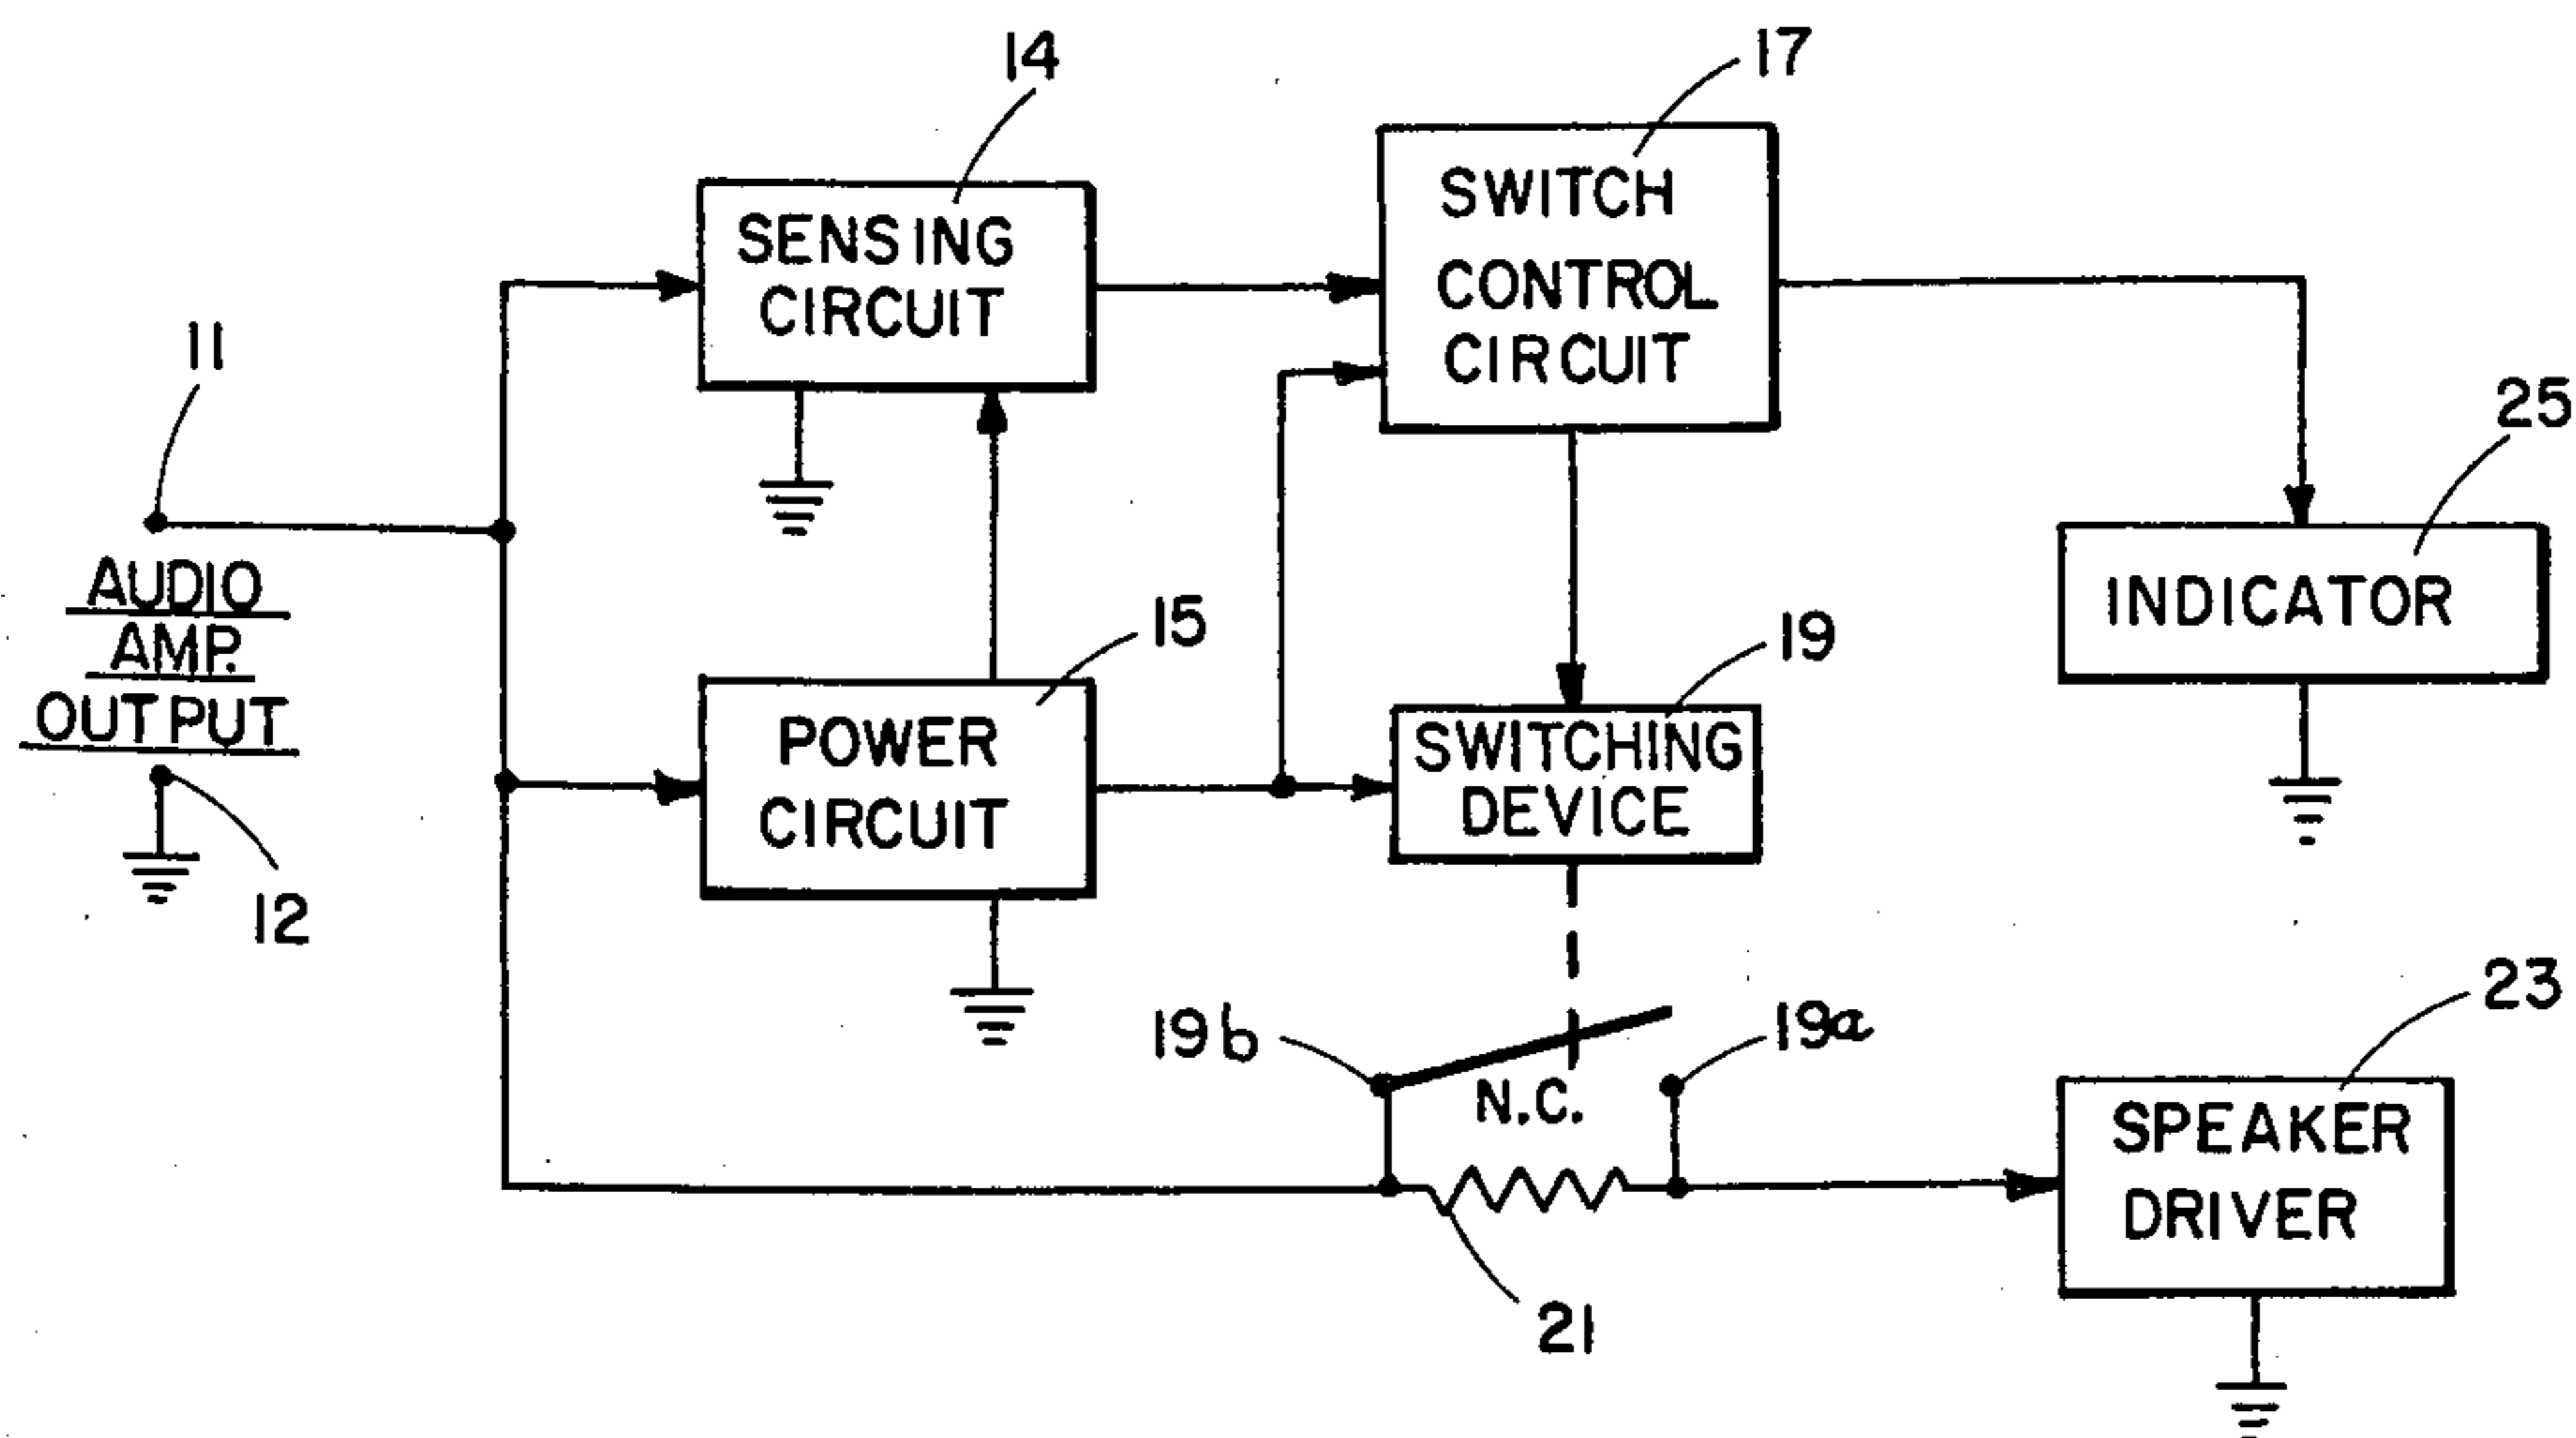 14
17
SENSING
CIRCUIT
SWITCH
CONTROL
CIRCUIT
11
25
AUDIO
AMP.
OUTPUT
INDICATOR
15
19
POWER
CIRCUIT
SWITCHING
DEVICE
12
23
19b
19a
N.C.
SPEAKER
DRIVER
21